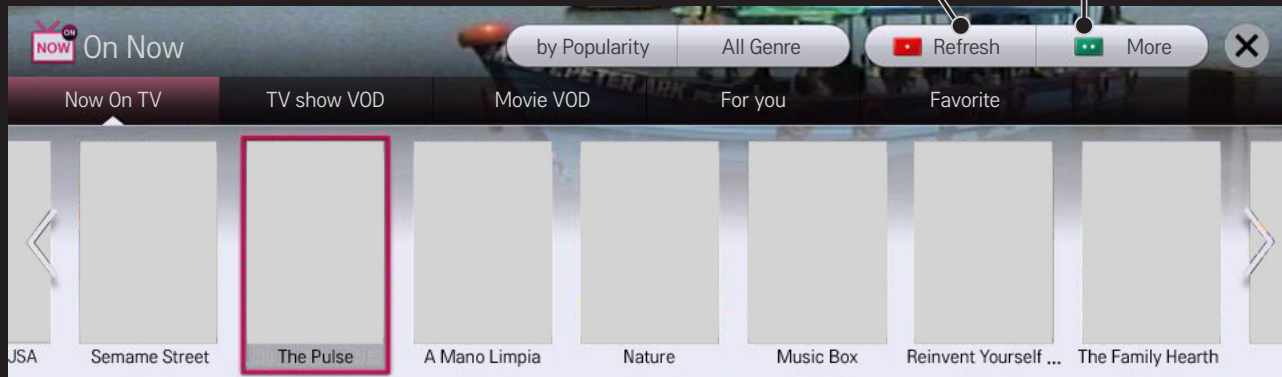 NOW ON On Now by Popularity All Genre Refresh More
Now On TV TV show VOD Movie VOD For you Favorite
JSA Semame Street The Pulse A Mano Limpia Nature Music Box Reinvent Yourself ... The Family Hearth